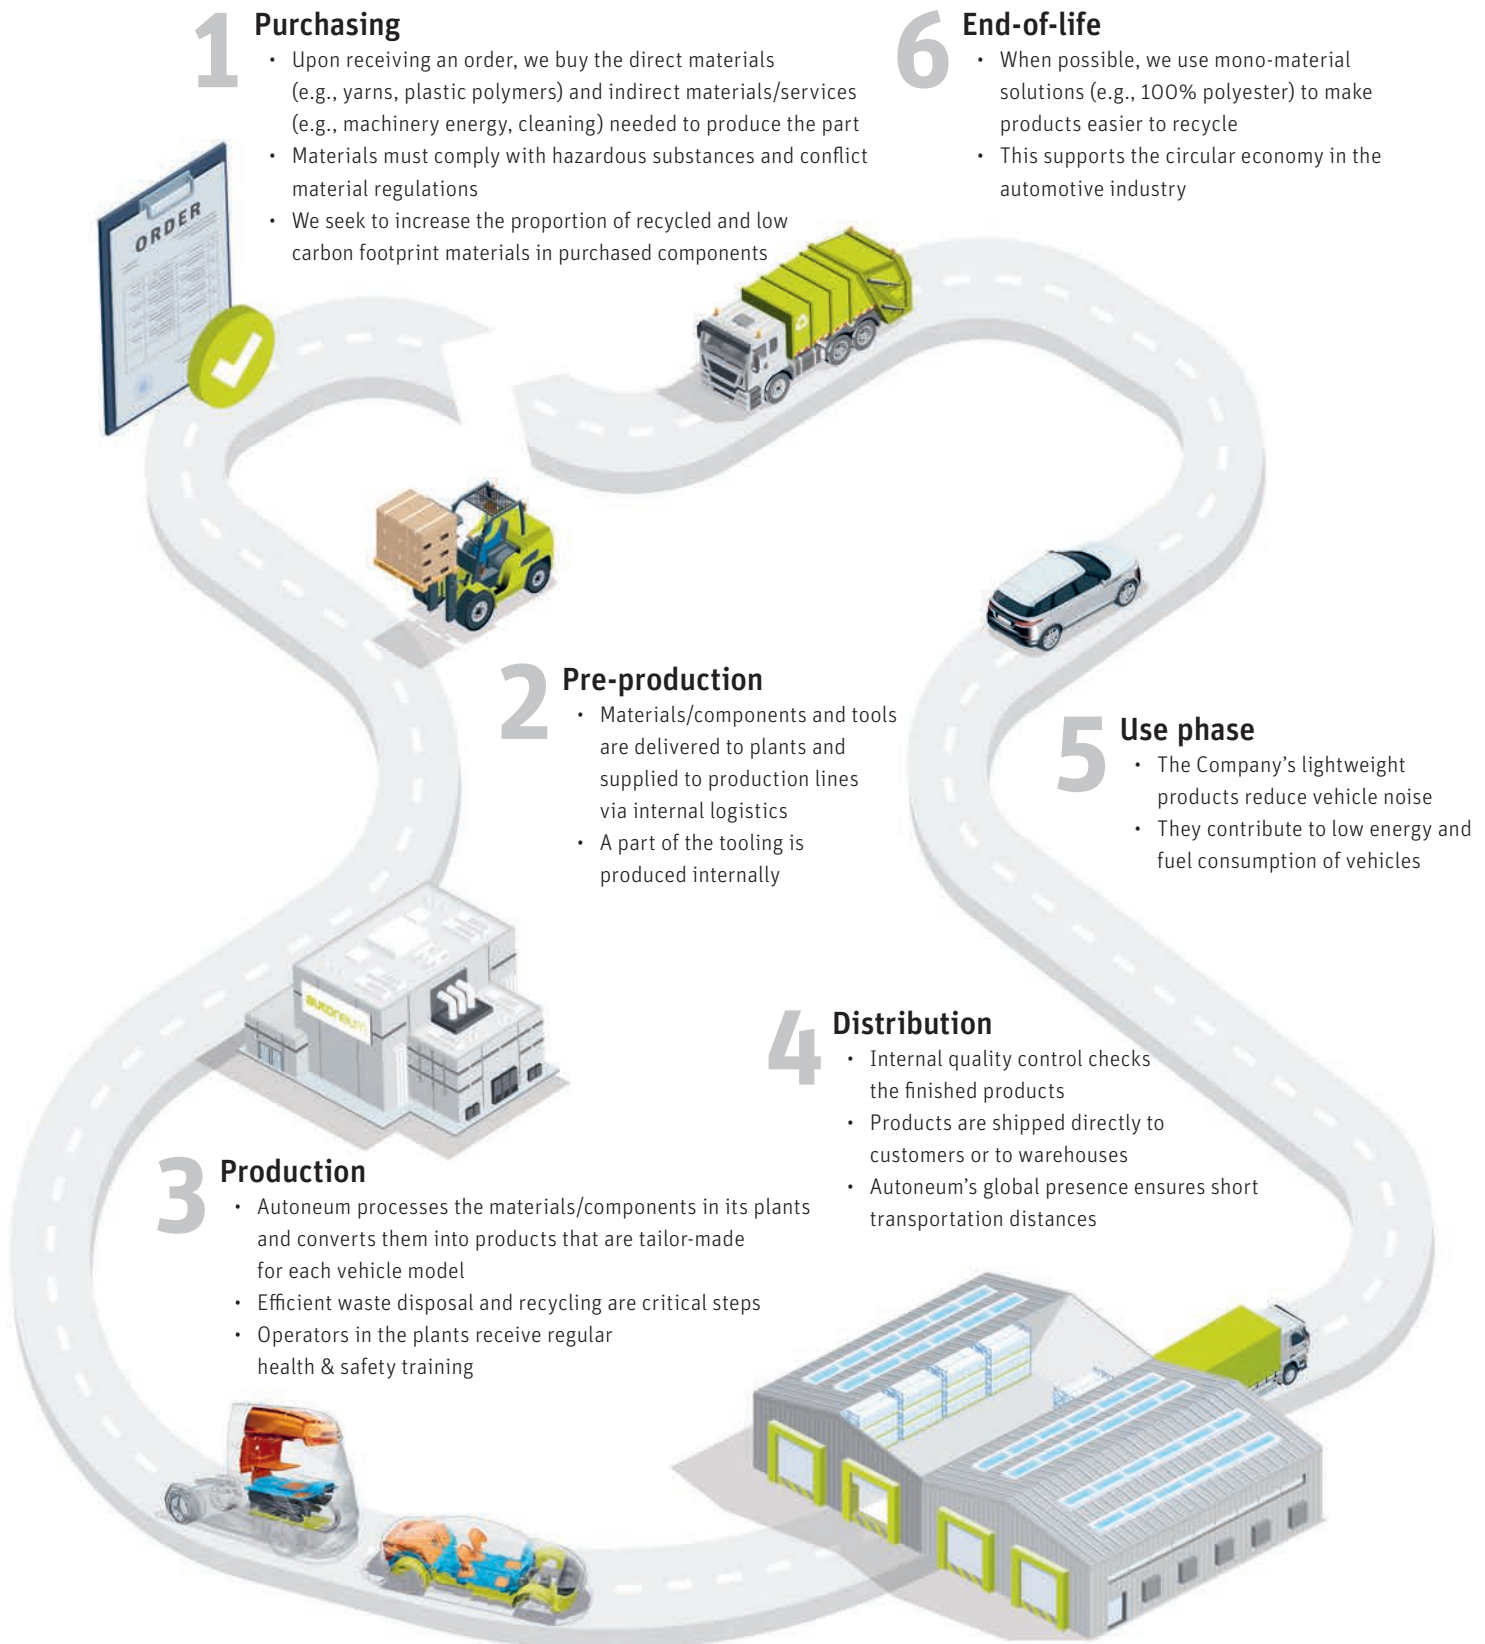 1
Purchasing
• Upon receiving an order, we buy the direct materials
(e.g., yarns, plastic polymers) and indirect materials/services
(e.g., machinery energy, cleaning) needed to produce the part
• Materials must comply with hazardous substances and conflict
material regulations
• We seek to increase the proportion of recycled and low
carbon footprint materials in purchased components
ORDER
6
End-of-life
• When possible, we use mono-material
solutions (e.g., 100% polyester) to make
products easier to recycle
• This supports the circular economy in the
automotive industry
2
Pre-production
• Materials/components and tools
are delivered to plants and
supplied to production lines
via internal logistics
• A part of the tooling is
produced internally
5
Use phase
• The Company’s lightweight
products reduce vehicle noise
• They contribute to low energy and
fuel consumption of vehicles
autoneum
4
Distribution
• Internal quality control checks
the finished products
• Products are shipped directly to
customers or to warehouses
• Autoneum’s global presence ensures short
transportation distances
3
Production
• Autoneum processes the materials/components in its plants
and converts them into products that are tailor-made
for each vehicle model
• Efficient waste disposal and recycling are critical steps
• Operators in the plants receive regular
health & safety training